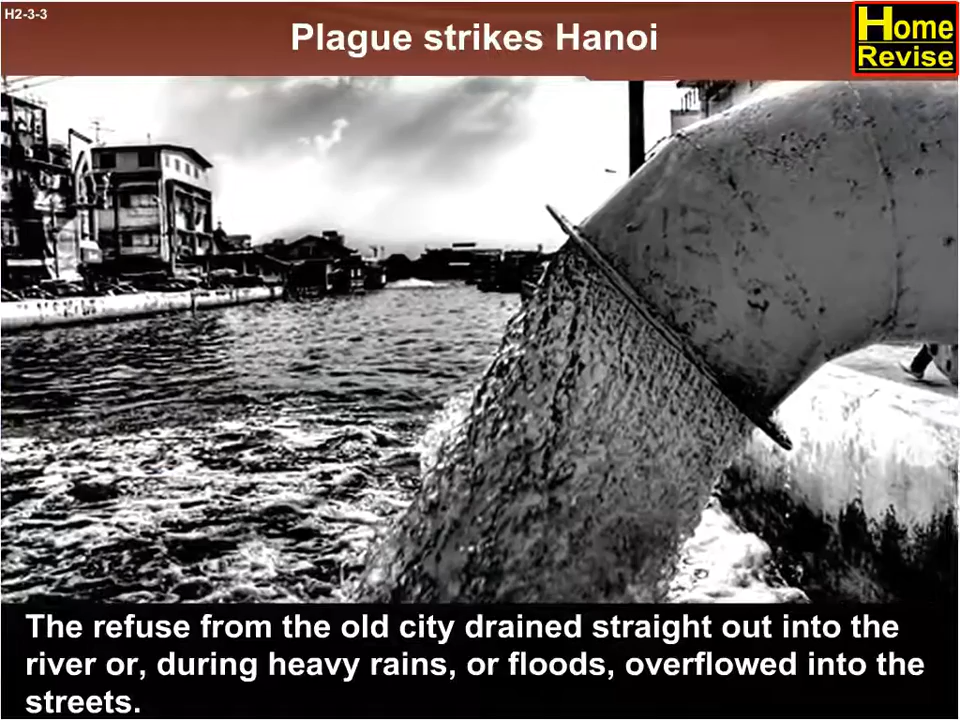 H2-3-3
Plague strikes Hanoi
Home
Revise
The refuse from the old city drained straight out into the
river or, during heavy rains, or floods, overflowed into the
streets.